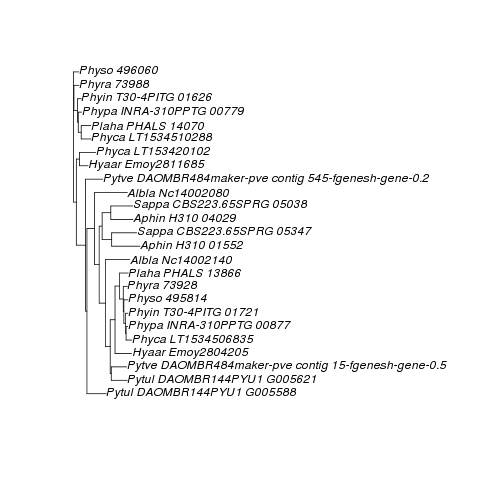 Physo 496060
Phyra 73988
Phyin T30-4PITG 01626
Phypa INRA-310PPTG 00779
Plaha PHALS 14070
Phyca LT1534510288
Phyca LT153420102
Hyaar Emoy2811685
Pytve DAOMBR484maker-pve contig 545-fgenesh-gene-0.2
Albla Nc14002080
Sappa CBS223.65SPRG 05038
Aphin H310 04029
Sappa CBS223.65SPRG 05347
Aphin H310 01552
Albla Nc14002140
Plaha PHALS 13866
Phyra 73928
Physo 495814
Phyin T30-4PITG 01721
Phypa INRA-310PPTG 00877
Phyca LT1534506835
Hyaar Emoy2804205
Pytve DAOMBR484maker-pve contig 15-fgenesh-gene-0.5
Pytul DAOMBR144PYU1 G005621
Pytul DAOMBR144PYU1 G005588